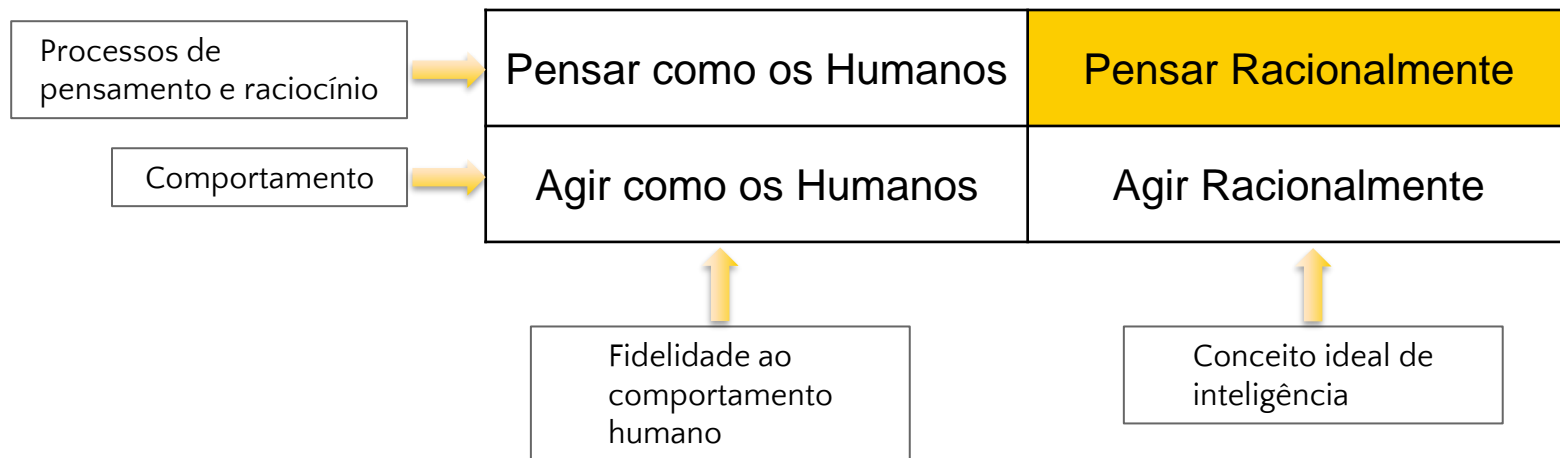 Processos de
pensamento e raciocínio
Pensar como os Humanos
Pensar Racionalmente
Comportamento
Agir como os Humanos
Agir Racionalmente
Fidelidade ao
comportamento
humano
Conceito ideal de
inteligência